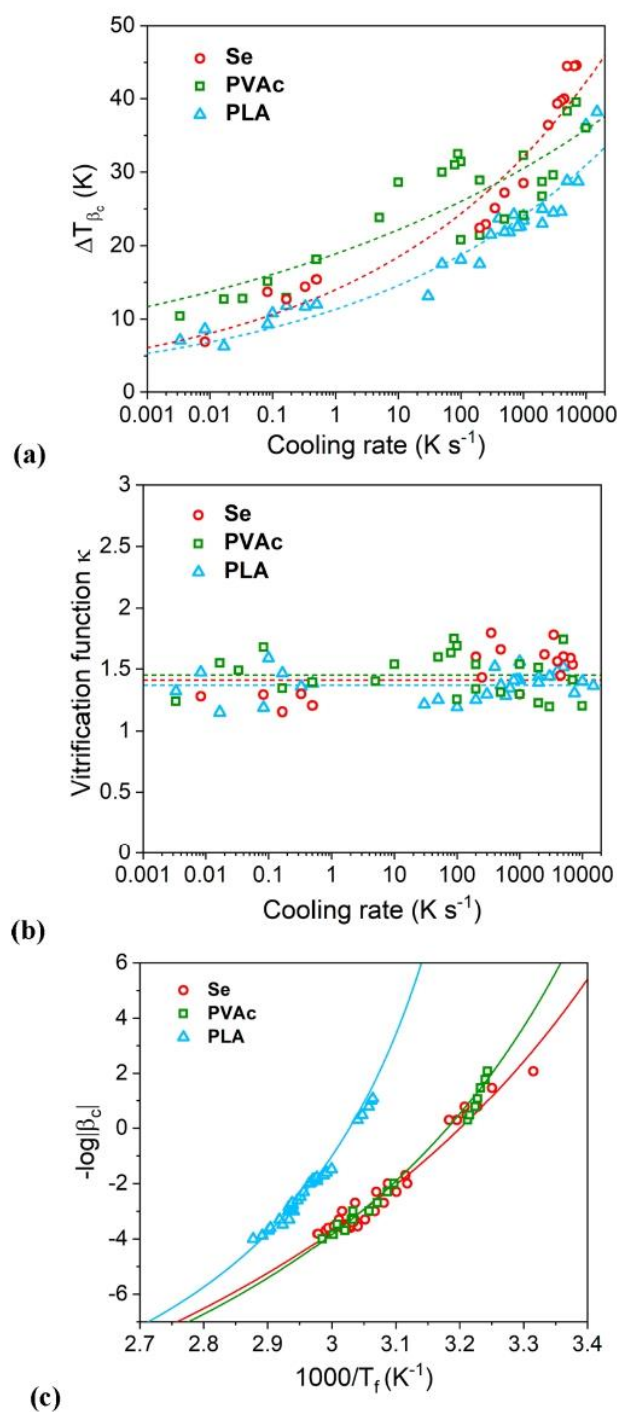 50
40
30
20
10
0
ΔT_βc (K)
Se
PVAc
PLA
0.001 0.01 0.1 1 10 100 1000 10000
Cooling rate (K s⁻¹)
(a)
3
2.5
2
1.5
1
0.5
0
Vitrification function κ
Se
PVAc
PLA
0.001 0.01 0.1 1 10 100 1000 10000
Cooling rate (K s⁻¹)
(b)
6
4
2
0
-2
-4
-6
-log|β_c|
Se
PVAc
PLA
2.7 2.8 2.9 3 3.1 3.2 3.3 3.4
1000/T_f (K⁻¹)
(c)